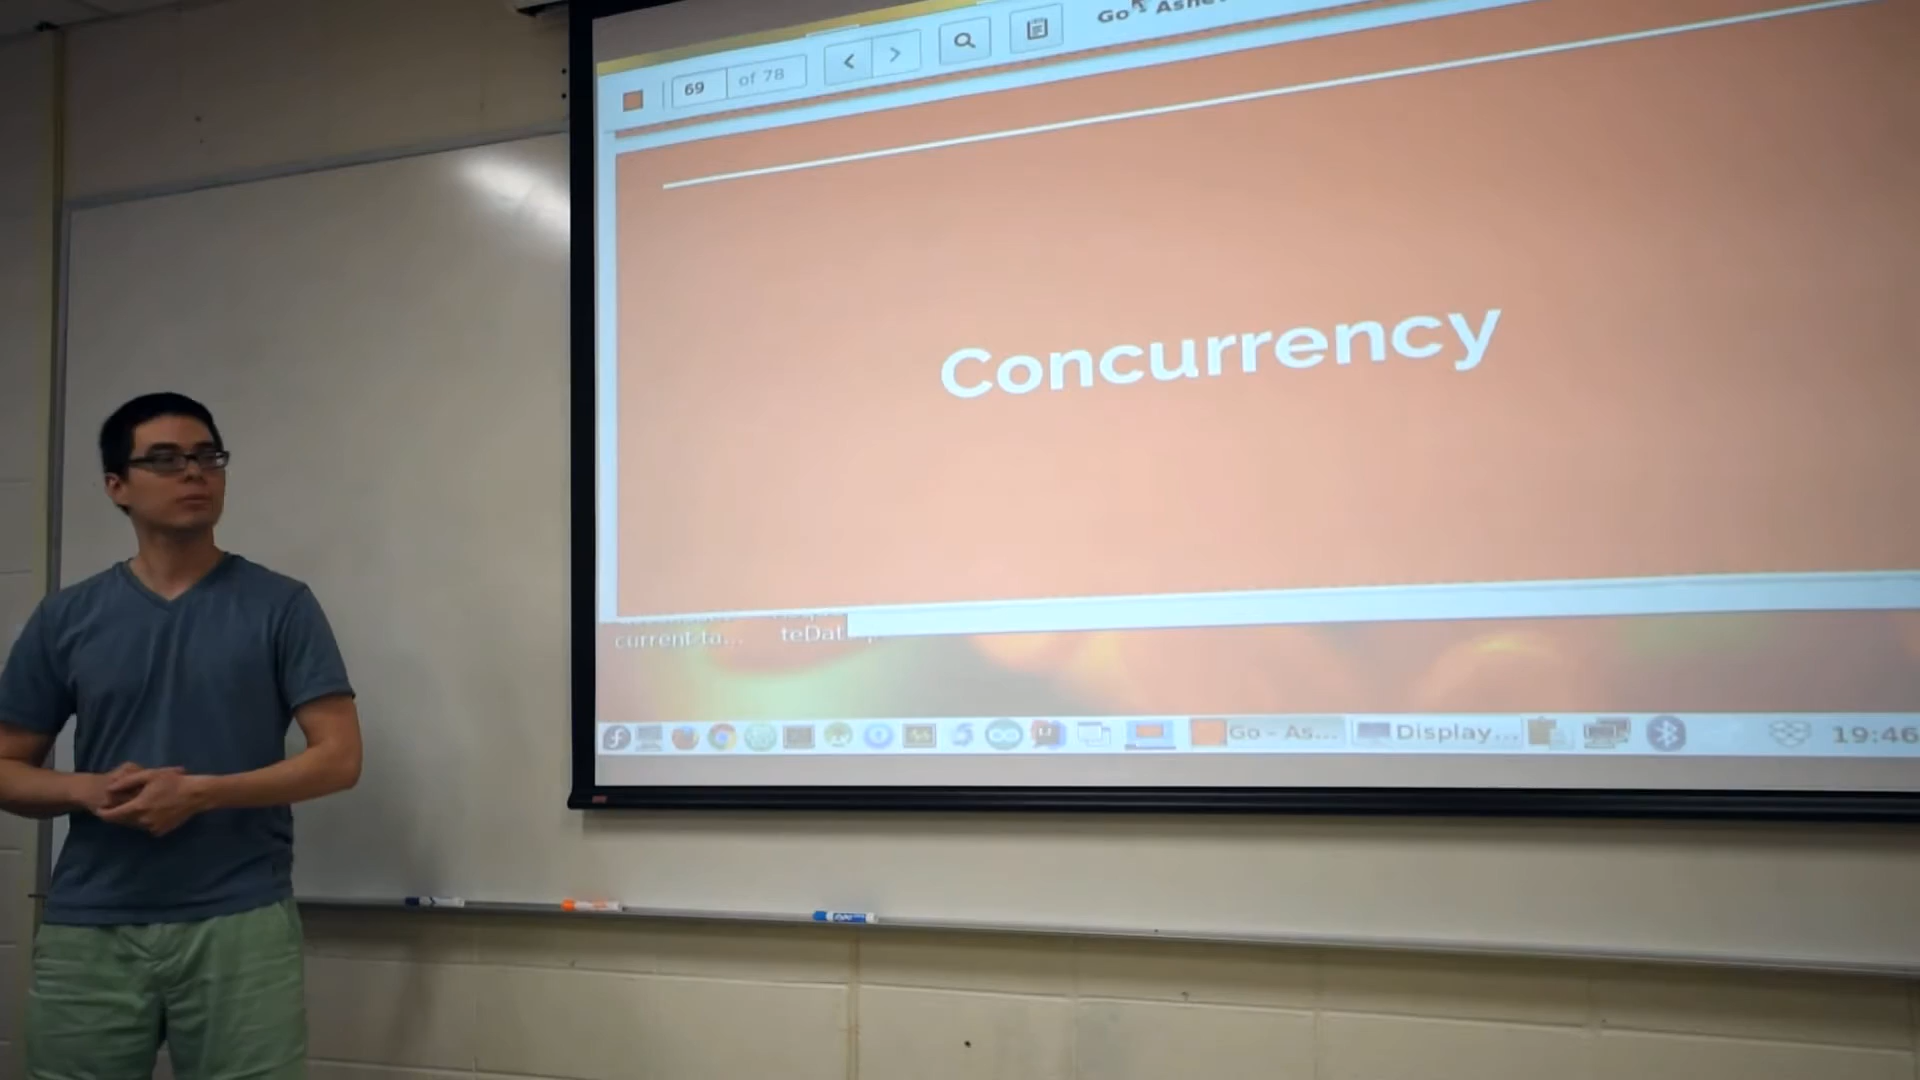 69 of 78
Go -
Concurrency
current-ta...
teDat
Go - As...
Display...
19:46